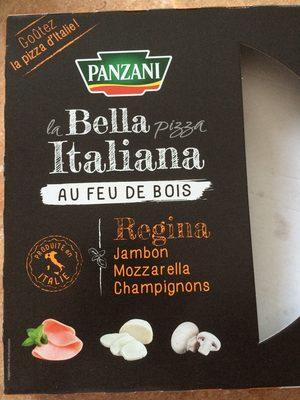 Goûtez
la pizza d'Italie!
PANZANI
la Bella pizza
Italiana
AU FEU DE BOIS
Regina
Jambon
Mozzarella
Champignons
PRODUITE EN
ITALIE